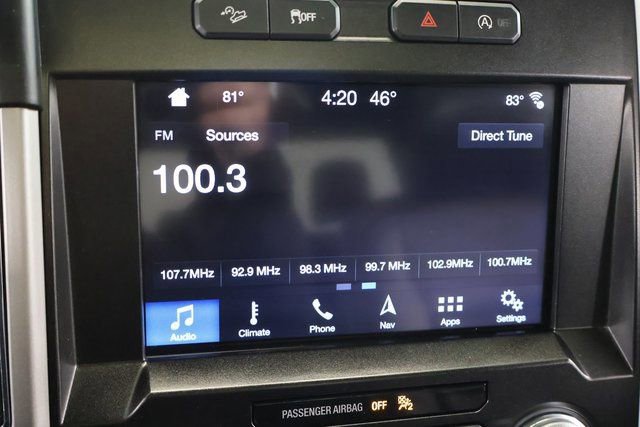 OFF A OFF
81° 4:20 46° 83°
FM Sources Direct Tune
100.3
107.7MHz 92.9 MHz 98.3 MHz 99.7 MHz 102.9MHz 100.7MHz
Audio Climate Phone Nav Apps Settings
PASSENGER AIRBAG OFF 2